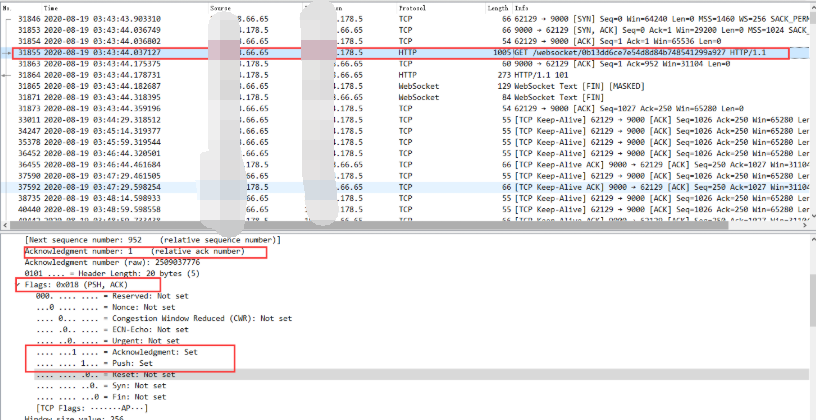 No. Time Source Protocol Length Info
31846 2020-08-19 03:43:43.903310 .66.65 .178.5 TCP 66 62129 → 9000 [SYN] Seq=0 Win=64240 Len=0 MSS=1460 WS=256 SACK_PERM
31853 2020-08-19 03:43:44.036749 .178.5 .66.65 TCP 66 9000 → 62129 [SYN, ACK] Seq=0 Ack=1 Win=29200 Len=0 MSS=1024 SACK_
31854 2020-08-19 03:43:44.036802 .66.65 .178.5 TCP 54 62129 → 9000 [ACK] Seq=1 Ack=1 Win=65536 Len=0
31855 2020-08-19 03:43:44.037127 .66.65 .178.5 HTTP 1005 GET /websocket/0b13dd6ce7e54d8d84b748541299a927 HTTP/1.1
31863 2020-08-19 03:43:44.175375 .178.5 .66.65 TCP 60 9000 → 62129 [ACK] Seq=1 Ack=952 Win=31104 Len=0
31864 2020-08-19 03:43:44.178731 .178.5 .66.65 HTTP 273 HTTP/1.1 101
31865 2020-08-19 03:43:44.182687 .66.65 .178.5 WebSocket 129 WebSocket Text [FIN] [MASKED]
31871 2020-08-19 03:43:44.318395 .178.5 .66.65 WebSocket 84 WebSocket Text [FIN]
31873 2020-08-19 03:43:44.359196 .66.65 .178.5 TCP 54 62129 → 9000 [ACK] Seq=1027 Ack=250 Win=65280 Len=0
33011 2020-08-19 03:44:29.318512 .66.65 .178.5 TCP 55 [TCP Keep-Alive] 62129 → 9000 [ACK] Seq=1026 Ack=250 Win=65280 Len
34247 2020-08-19 03:45:14.319377 .66.65 .178.5 TCP 55 [TCP Keep-Alive] 62129 → 9000 [ACK] Seq=1026 Ack=250 Win=65280 Len
35378 2020-08-19 03:45:59.319544 .66.65 .178.5 TCP 55 [TCP Keep-Alive] 62129 → 9000 [ACK] Seq=1026 Ack=250 Win=65280 Len
36452 2020-08-19 03:46:44.320501 .66.65 .178.5 TCP 55 [TCP Keep-Alive] 62129 → 9000 [ACK] Seq=1026 Ack=250 Win=65280 Len
36455 2020-08-19 03:46:44.461684 .178.5 .66.65 TCP 66 [TCP Keep-Alive ACK] 9000 → 62129 [ACK] Seq=250 Ack=1027 Win=31104
37590 2020-08-19 03:47:29.461505 .66.65 .178.5 TCP 55 [TCP Keep-Alive] 62129 → 9000 [ACK] Seq=1026 Ack=250 Win=65280 Len
37592 2020-08-19 03:47:29.598254 .178.5 .66.65 TCP 66 [TCP Keep-Alive ACK] 9000 → 62129 [ACK] Seq=250 Ack=1027 Win=31104
38735 2020-08-19 03:48:14.598933 .66.65 .178.5 TCP 55 [TCP Keep-Alive] 62129 → 9000 [ACK] Seq=1026 Ack=250 Win=65280 Len
40440 2020-08-19 03:48:59.598558 .66.65 .178.5 TCP 55 [TCP Keep-Alive] 62129 → 9000 [ACK] Seq=1026 Ack=250 Win=65280 Len
[Next sequence number: 952 (relative sequence number)]
Acknowledgment number: 1 (relative ack number)
Acknowledgment number (raw): 2509037776
0101 .... = Header Length: 20 bytes (5)
Flags: 0x018 (PSH, ACK)
000. .... .... = Reserved: Not set
...0 .... .... = Nonce: Not set
.... 0... .... = Congestion Window Reduced (CWR): Not set
.... .0.. .... = ECN-Echo: Not set
.... ..0. .... = Urgent: Not set
.... ...1 .... = Acknowledgment: Set
.... .... 1... = Push: Set
.... .... .0.. = Reset: Not set
.... .... ..0. = Syn: Not set
.... .... ...0 = Fin: Not set
[TCP Flags: ·······AP···]
Window size value: 256